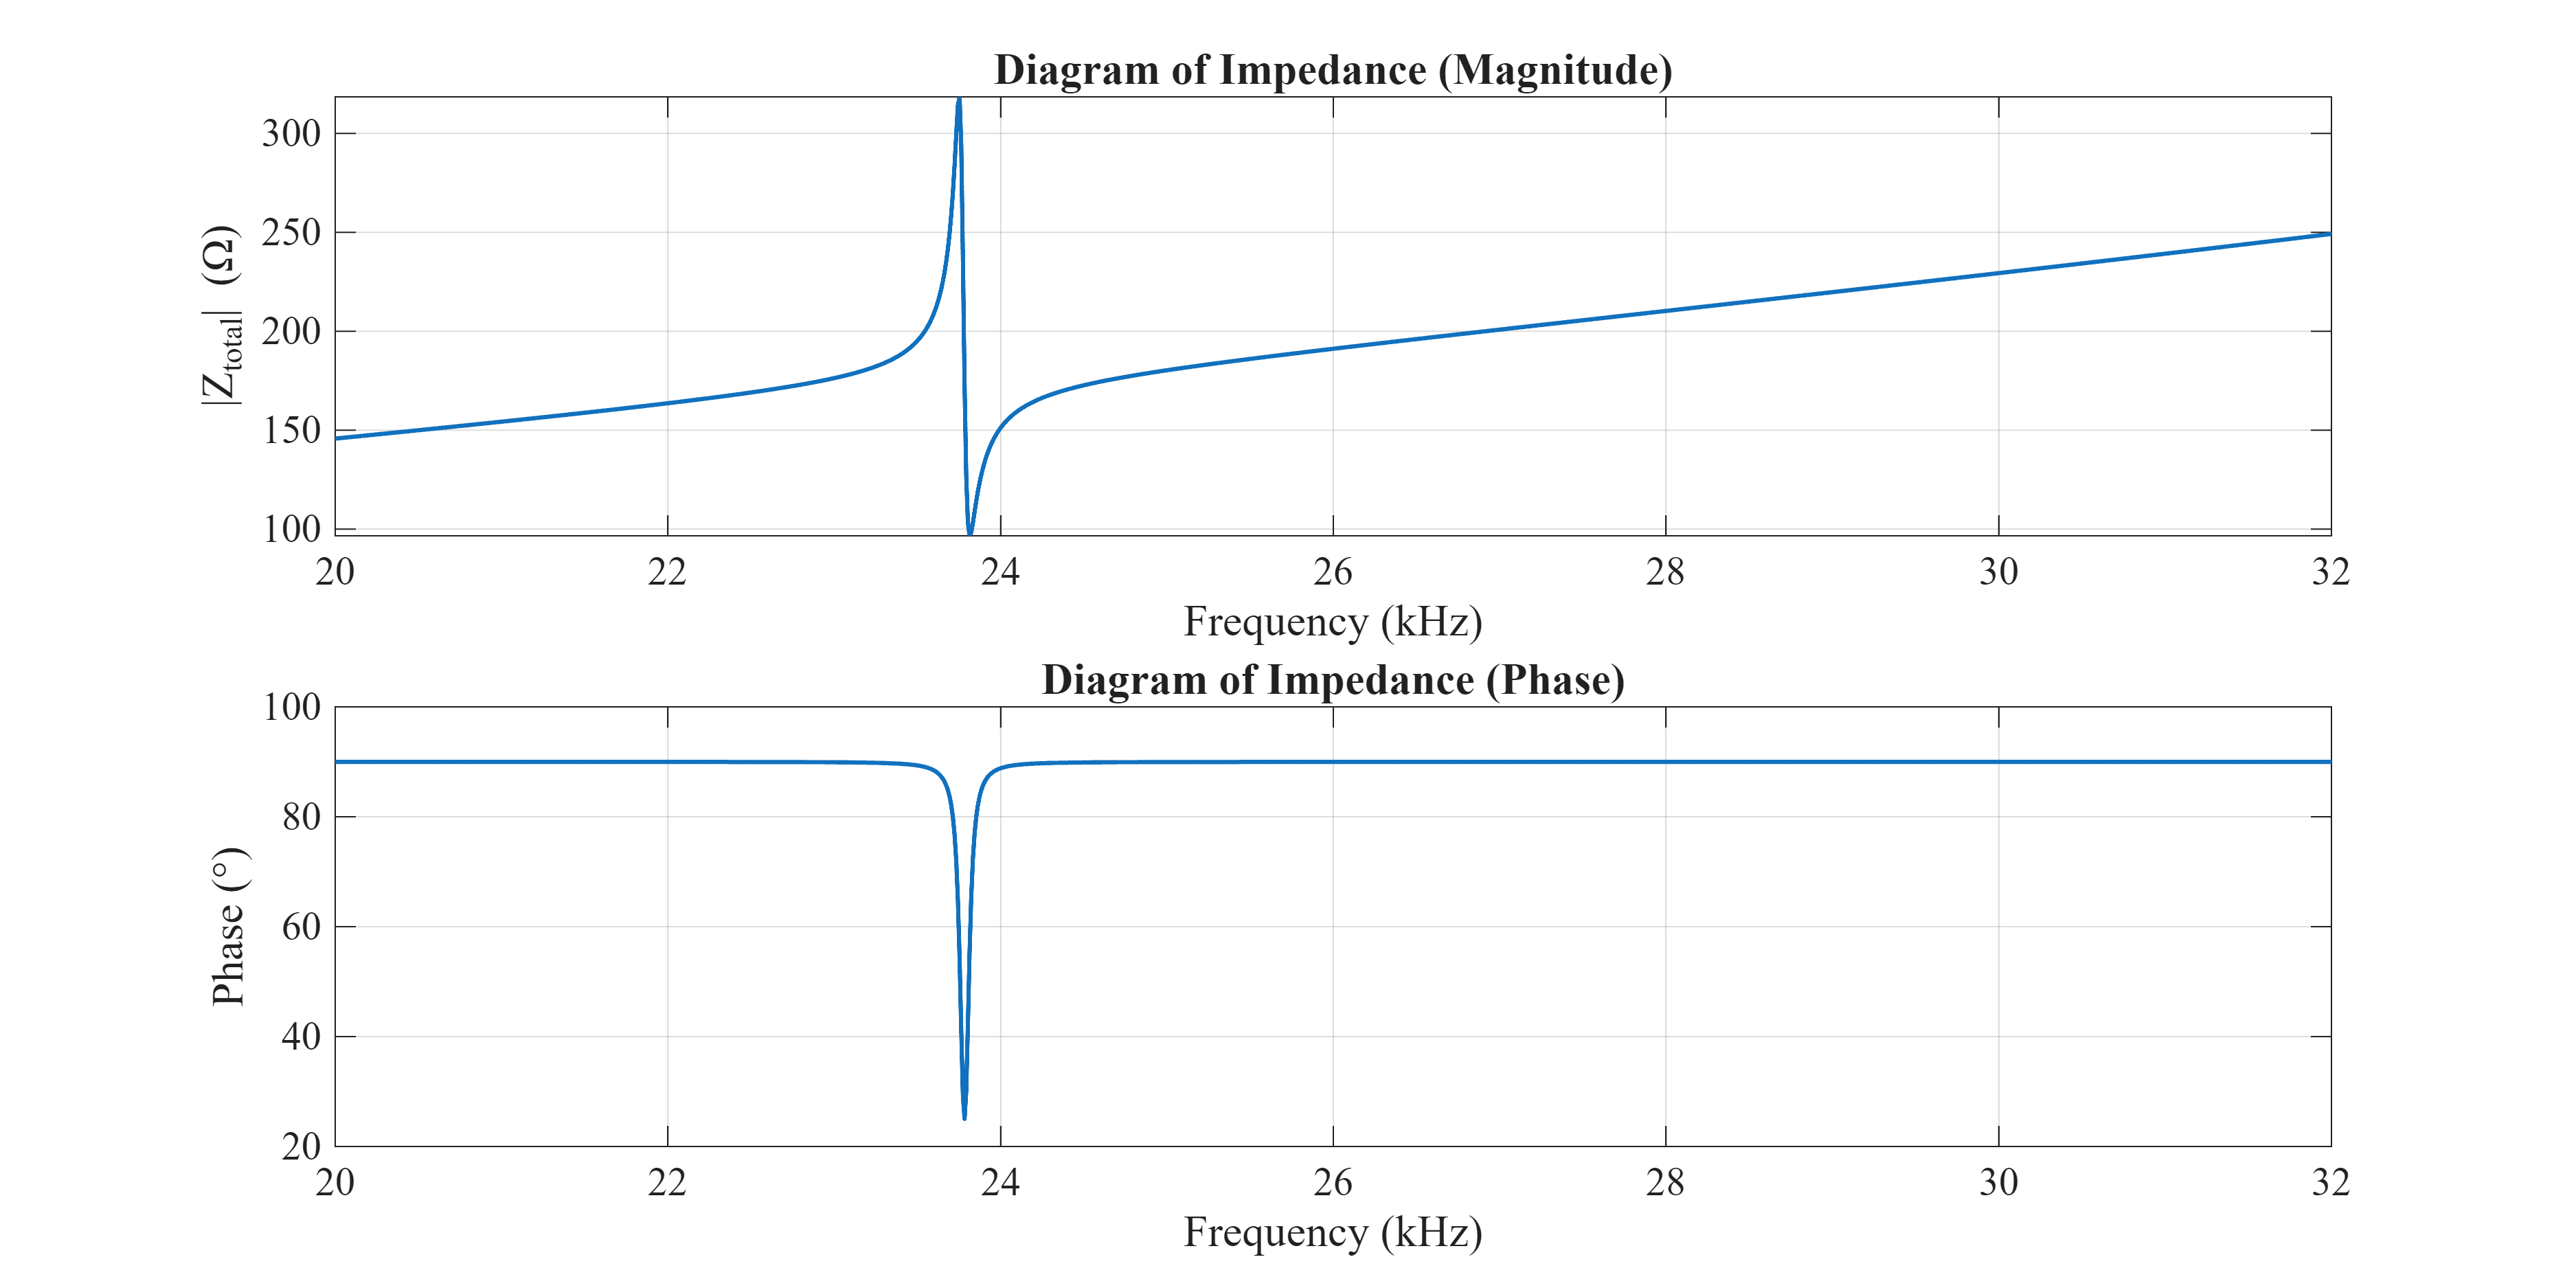 Diagram of Impedance (Magnitude)
|Z_total| (Ω)
300
250
200
150
100
20 22 24 26 28 30 32
Frequency (kHz)
Diagram of Impedance (Phase)
Phase (°)
100
80
60
40
20
20 22 24 26 28 30 32
Frequency (kHz)